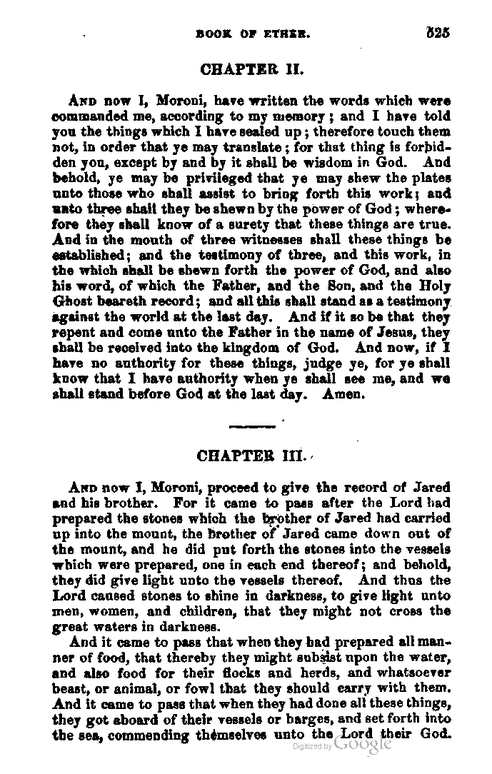 BOOK OF ETHER. 525
CHAPTER II.
AND now I, Moroni, have written the words which were
commanded me, according to my memory; and I have told
you the things which I have sealed up; therefore touch them
not, in order that ye may translate; for that thing is forbid-
den you, except by and by it shall be wisdom in God. And
behold, ye may be privileged that ye may shew the plates
unto those who shall assist to bring forth this work; and
unto three shall they be shewn by the power of God; where-
fore they shall know of a surety that these things are true.
And in the mouth of three witnesses shall these things be
established; and the testimony of three, and this work, in
the which shall be shewn forth the power of God, and also
his word, of which the Father, and the Son, and the Holy
Ghost beareth record; and all this shall stand as a testimony
against the world at the last day. And if it so be that they
repent and come unto the Father in the name of Jesus, they
shall be received into the kingdom of God. And now, if I
have no authority for these things, judge ye, for ye shall
know that I have authority when ye shall see me, and we
shall stand before God at the last day. Amen.
CHAPTER III.
AND now I, Moroni, proceed to give the record of Jared
and his brother. For it came to pass after the Lord had
prepared the stones which the brother of Jared had carried
up into the mount, the brother of Jared came down out of
the mount, and he did put forth the stones into the vessels
which were prepared, one in each end thereof; and behold,
they did give light unto the vessels thereof. And thus the
Lord caused stones to shine in darkness, to give light unto
men, women, and children, that they might not cross the
great waters in darkness.
And it came to pass that when they had prepared all man-
ner of food, that thereby they might subsist upon the water,
and also food for their flocks and herds, and whatsoever
beast, or animal, or fowl that they should carry with them.
And it came to pass that when they had done all these things,
they got aboard of their vessels or barges, and set forth into
the sea, commending themselves unto the Lord their God.
Digitized by Google